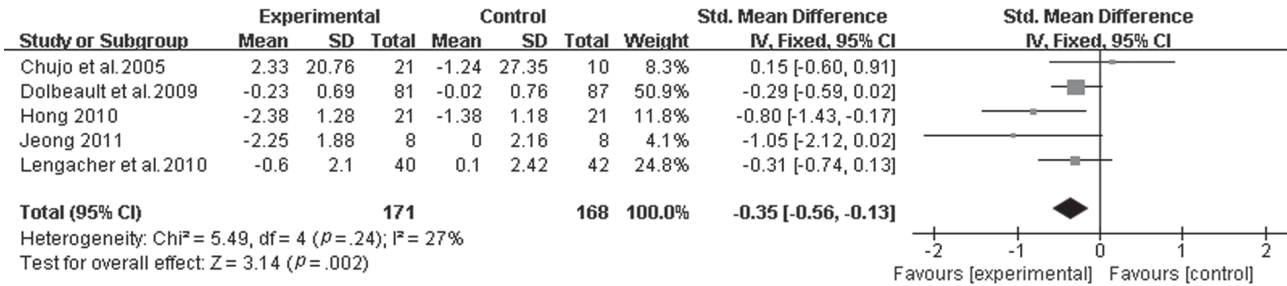 Experimental Control Std. Mean Difference Std. Mean Difference
Study or Subgroup Mean SD Total Mean SD Total Weight IV, Fixed, 95% CI IV, Fixed, 95% CI
Chujo et al.2005 2.33 20.76 21 -1.24 27.35 10 8.3% 0.15 [-0.60, 0.91]
Dolbeault et al.2009 -0.23 0.69 81 -0.02 0.76 87 50.9% -0.29 [-0.59, 0.02]
Hong 2010 -2.38 1.28 21 -1.38 1.18 21 11.8% -0.80 [-1.43, -0.17]
Jeong 2011 -2.25 1.88 8 0 2.16 8 4.1% -1.05 [-2.12, 0.02]
Lengacher et al.2010 -0.6 2.1 40 0.1 2.42 42 24.8% -0.31 [-0.74, 0.13]
Total (95% CI) 171 168 100.0% -0.35 [-0.56, -0.13]
Heterogeneity: Chi² = 5.49, df = 4 (p =.24); I² = 27%
Test for overall effect: Z = 3.14 (p =.002)
-2 -1 0 1 2
Favours [experimental] Favours [control]